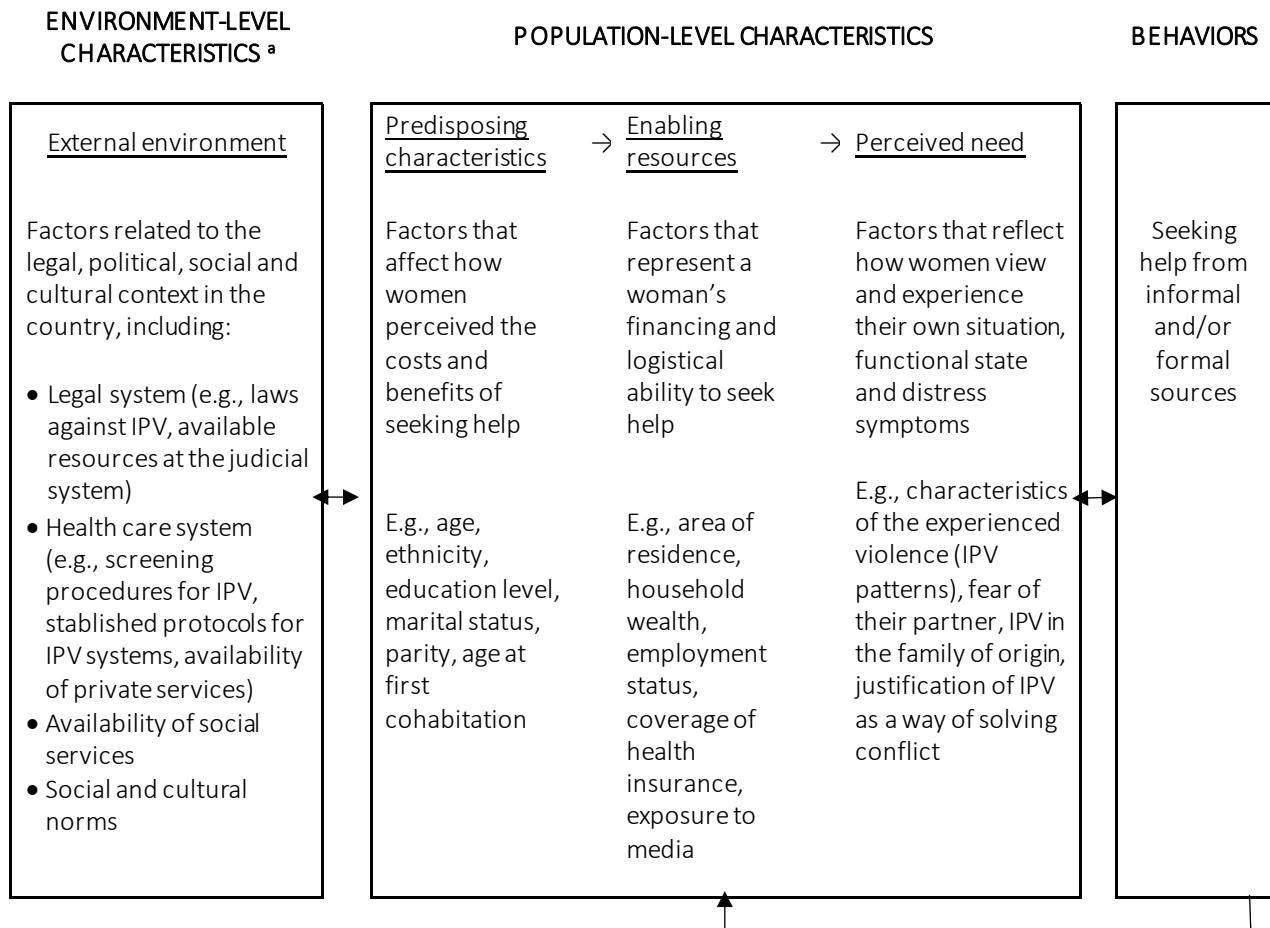 ENVIRONMENT-LEVEL
CHARACTERISTICS ᵃ
External environment
Factors related to the
legal, political, social and
cultural context in the
country, including:
• Legal system (e.g., laws
against IPV, available
resources at the judicial
system)
• Health care system
(e.g., screening
procedures for IPV,
stablished protocols for
IPV systems, availability
of private services)
• Availability of social
services
• Social and cultural
norms
POPULATION-LEVEL CHARACTERISTICS
Predisposing
characteristics
→
Factors that
affect how
women
perceived the
costs and
benefits of
seeking help
E.g., age,
ethnicity,
education level,
marital status,
parity, age at
first
cohabitation
Enabling
resources
→
Factors that
represent a
woman’s
financing and
logistical
ability to seek
help
E.g., area of
residence,
household
wealth,
employment
status,
coverage of
health
insurance,
exposure to
media
Perceived need
Factors that reflect
how women view
and experience
their own situation,
functional state
and distress
symptoms
E.g., characteristics
of the experienced
violence (IPV
patterns), fear of
their partner, IPV in
the family of origin,
justification of IPV
as a way of solving
conflict
BEHAVIORS
Seeking
help from
informal
and/or
formal
sources